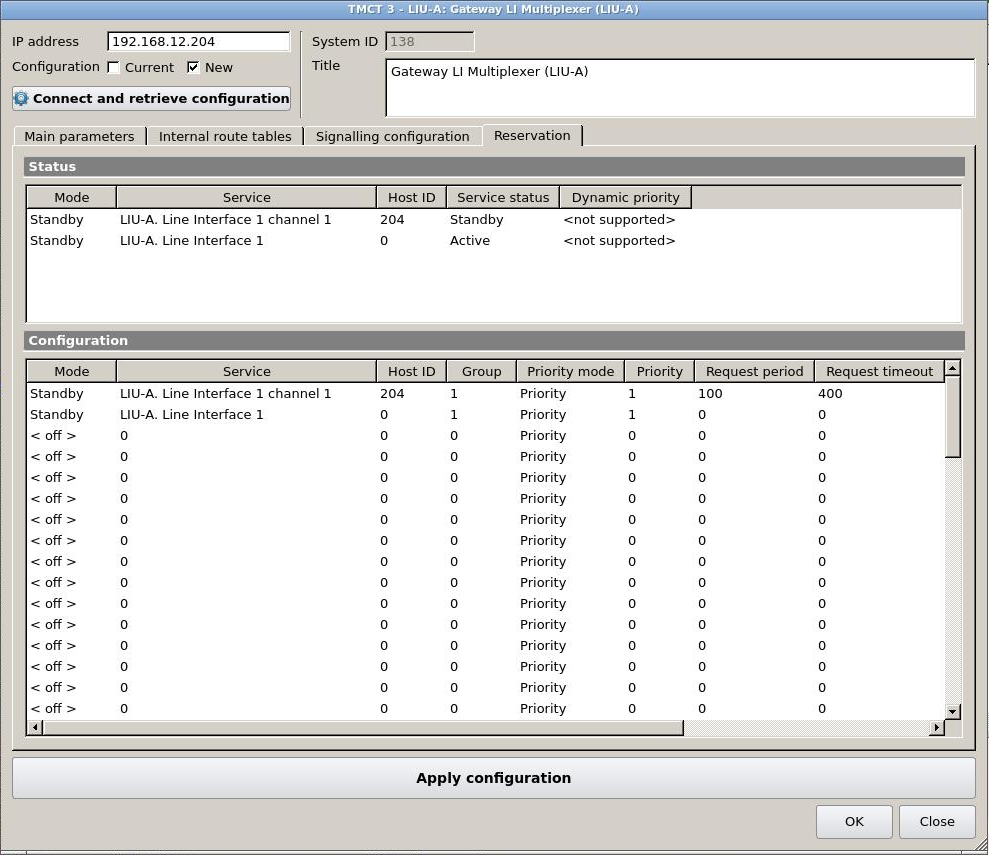 TMCT 3 - LIU-A: Gateway LI Multiplexer (LIU-A)
IP address 192.168.12.204 System ID 138
Configuration Current New Title Gateway LI Multiplexer (LIU-A)
Connect and retrieve configuration
Main parameters Internal route tables Signalling configuration Reservation
Status
Mode Service Host ID Service status Dynamic priority
Standby LIU-A. Line Interface 1 channel 1 204 Standby <not supported>
Standby LIU-A. Line Interface 1 0 Active <not supported>
Configuration
Mode Service Host ID Group Priority mode Priority Request period Request timeout
Standby LIU-A. Line Interface 1 channel 1 204 1 Priority 1 100 400
Standby LIU-A. Line Interface 1 0 1 Priority 1 0 0
< off > 0 0 0 Priority 0 0 0
< off > 0 0 0 Priority 0 0 0
< off > 0 0 0 Priority 0 0 0
< off > 0 0 0 Priority 0 0 0
< off > 0 0 0 Priority 0 0 0
< off > 0 0 0 Priority 0 0 0
< off > 0 0 0 Priority 0 0 0
< off > 0 0 0 Priority 0 0 0
< off > 0 0 0 Priority 0 0 0
< off > 0 0 0 Priority 0 0 0
< off > 0 0 0 Priority 0 0 0
< off > 0 0 0 Priority 0 0 0
< off > 0 0 0 Priority 0 0 0
< off > 0 0 0 Priority 0 0 0
Apply configuration
OK Close